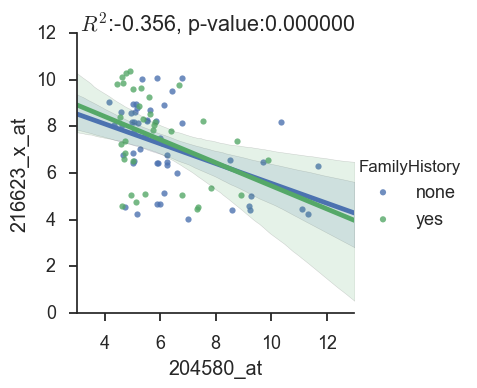 R²:-0.356, p-value:0.000000
12
10
8
6
4
2
0
216623_x_at
4 6 8 10 12
204580_at
FamilyHistory
none
yes